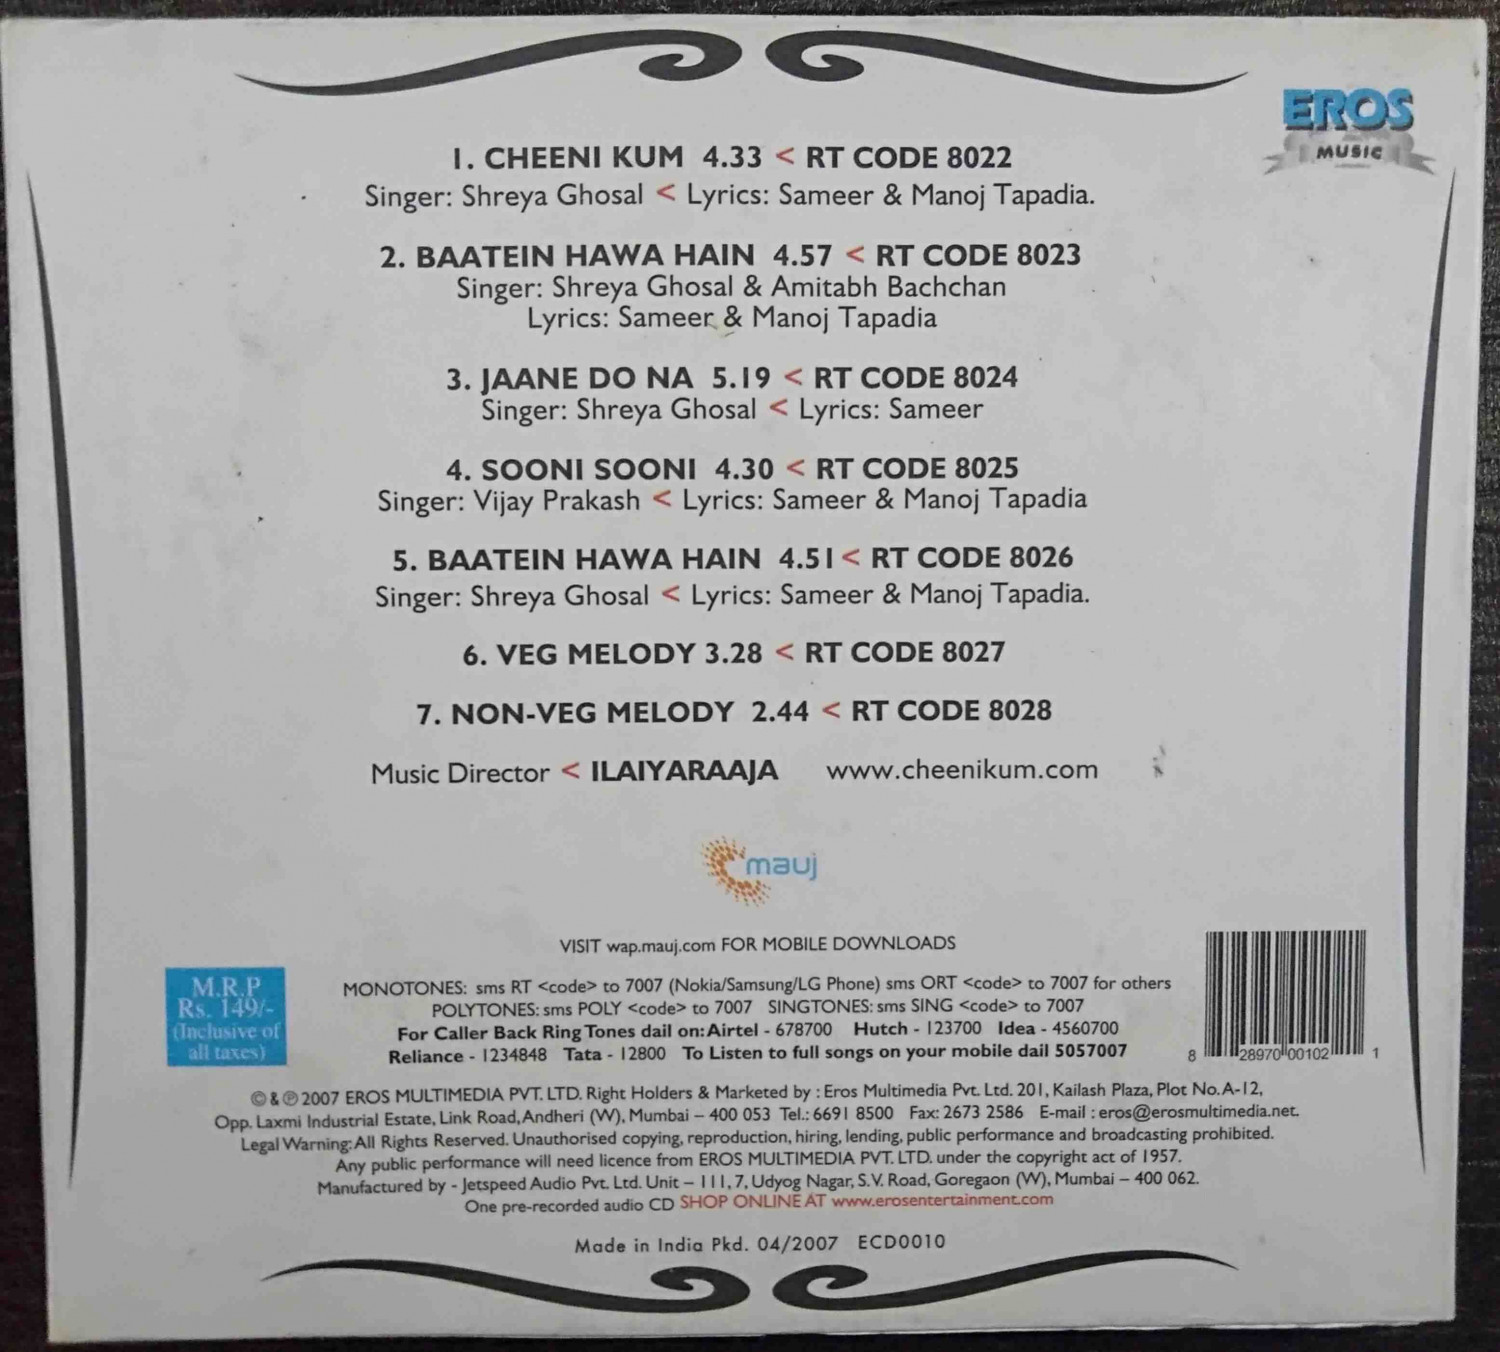 EROS
MUSIC
1. CHEENI KUM 4.33 < RT CODE 8022
Singer: Shreya Ghosal < Lyrics: Sameer & Manoj Tapadia.
2. BAATEIN HAWA HAIN 4.57 < RT CODE 8023
Singer: Shreya Ghosal & Amitabh Bachchan
Lyrics: Sameer & Manoj Tapadia
3. JAANE DO NA 5.19 < RT CODE 8024
Singer: Shreya Ghosal < Lyrics: Sameer
4. SOONI SOONI 4.30 < RT CODE 8025
Singer: Vijay Prakash < Lyrics: Sameer & Manoj Tapadia
5. BAATEIN HAWA HAIN 4.51 < RT CODE 8026
Singer: Shreya Ghosal < Lyrics: Sameer & Manoj Tapadia.
6. VEG MELODY 3.28 < RT CODE 8027
7. NON-VEG MELODY 2.44 < RT CODE 8028
Music Director < ILAIYARAAJA www.cheenikum.com
mauj
VISIT wap.mauj.com FOR MOBILE DOWNLOADS
M.R.P
Rs. 149/-
(Inclusive of
all taxes)
MONOTONES: sms RT <code> to 7007 (Nokia/Samsung/LG Phone) sms ORT <code> to 7007 for others
POLYTONES: sms POLY <code> to 7007 SINGTONES: sms SING <code> to 7007
For Caller Back Ring Tones dail on: Airtel - 678700 Hutch - 123700 Idea - 4560700
Reliance - 1234848 Tata - 12800 To Listen to full songs on your mobile dail 5057007
8 28970 00102 1
© & ℗ 2007 EROS MULTIMEDIA PVT. LTD. Right Holders & Marketed by : Eros Multimedia Pvt. Ltd. 201, Kailash Plaza, Plot No. A-12,
Opp. Laxmi Industrial Estate, Link Road, Andheri (W), Mumbai – 400 053 Tel.: 6691 8500 Fax: 2673 2586 E-mail : eros@erosmultimedia.net.
Legal Warning: All Rights Reserved. Unauthorised copying, reproduction, hiring, lending, public performance and broadcasting prohibited.
Any public performance will need licence from EROS MULTIMEDIA PVT. LTD. under the copyright act of 1957.
Manufactured by - Jetspeed Audio Pvt. Ltd. Unit – 111, 7, Udyog Nagar, S.V. Road, Goregaon (W), Mumbai – 400 062.
One pre-recorded audio CD SHOP ONLINE AT www.erosentertainment.com
Made in India Pkd. 04/2007 ECD0010